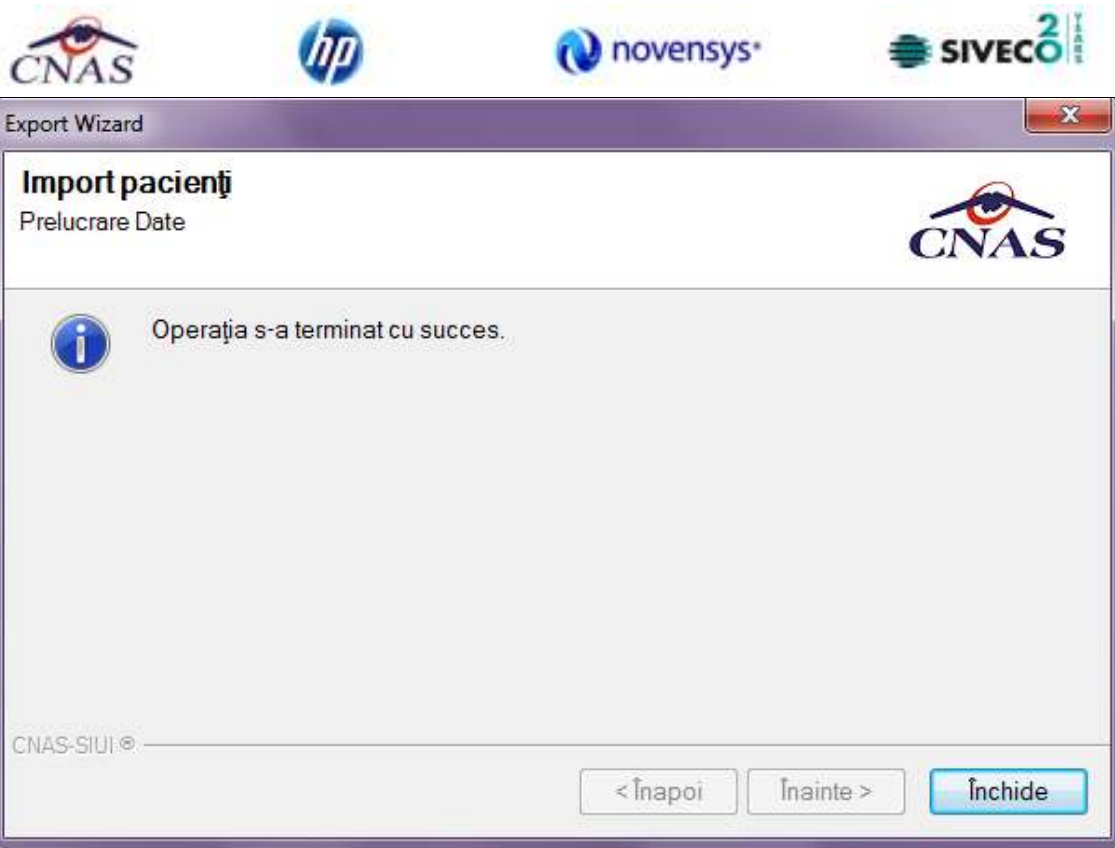 CNAS
hp
novensys
SIVECO 2 YEARS
Export Wizard
Import pacienţi
Prelucrare Date
CNAS
Operaţia s-a terminat cu succes.
CNAS-SIUI ®
< Înapoi Înainte > Închide